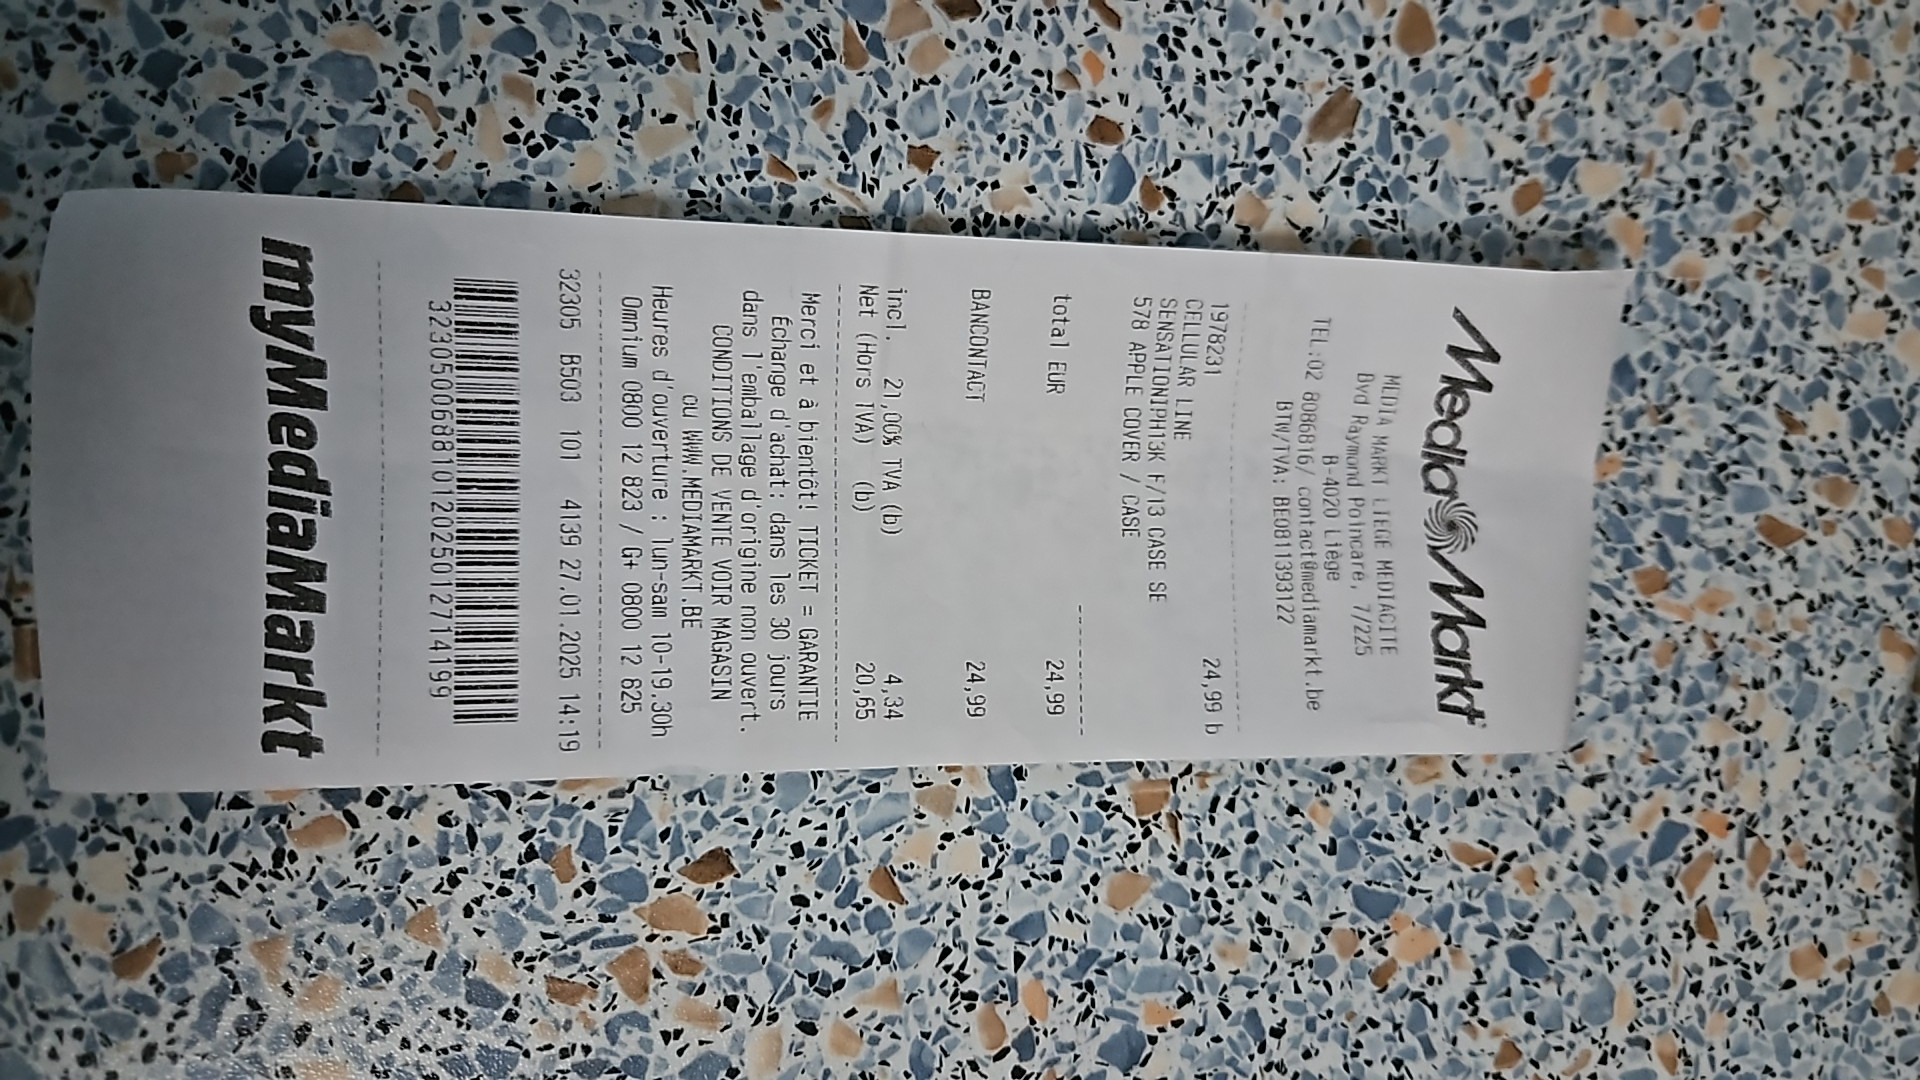 MediaMarkt
MEDIA MARKT LIEGE MEDIACITE
Bvd Raymond Poincare, 7/225
B-4020 Liège
TEL:02 8086816/ contact@mediamarkt.be
BTW/TVA: BE0811393122
1978231 24,99 b
CELLULAR LINE
SENSATIONIPH13K F/13 CASE SE
578 APPLE COVER / CASE
total EUR 24,99
BANCONTACT 24,99
incl. 21,00% TVA (b) 4,34
Net (Hors TVA) (b) 20,65
Merci et à bientôt! TICKET = GARANTIE
Échange d'achat: dans les 30 jours
dans l'emballage d'origine non ouvert.
CONDITIONS DE VENTE VOIR MAGASIN
ou WWW.MEDIAMARKT.BE
Heures d'ouverture : lun-sam 10-19.30h
Omnium 0800 12 823 / G+ 0800 12 625
32305 B503 101 4139 27.01.2025 14:19
3230500688101202501271​4199
myMediaMarkt